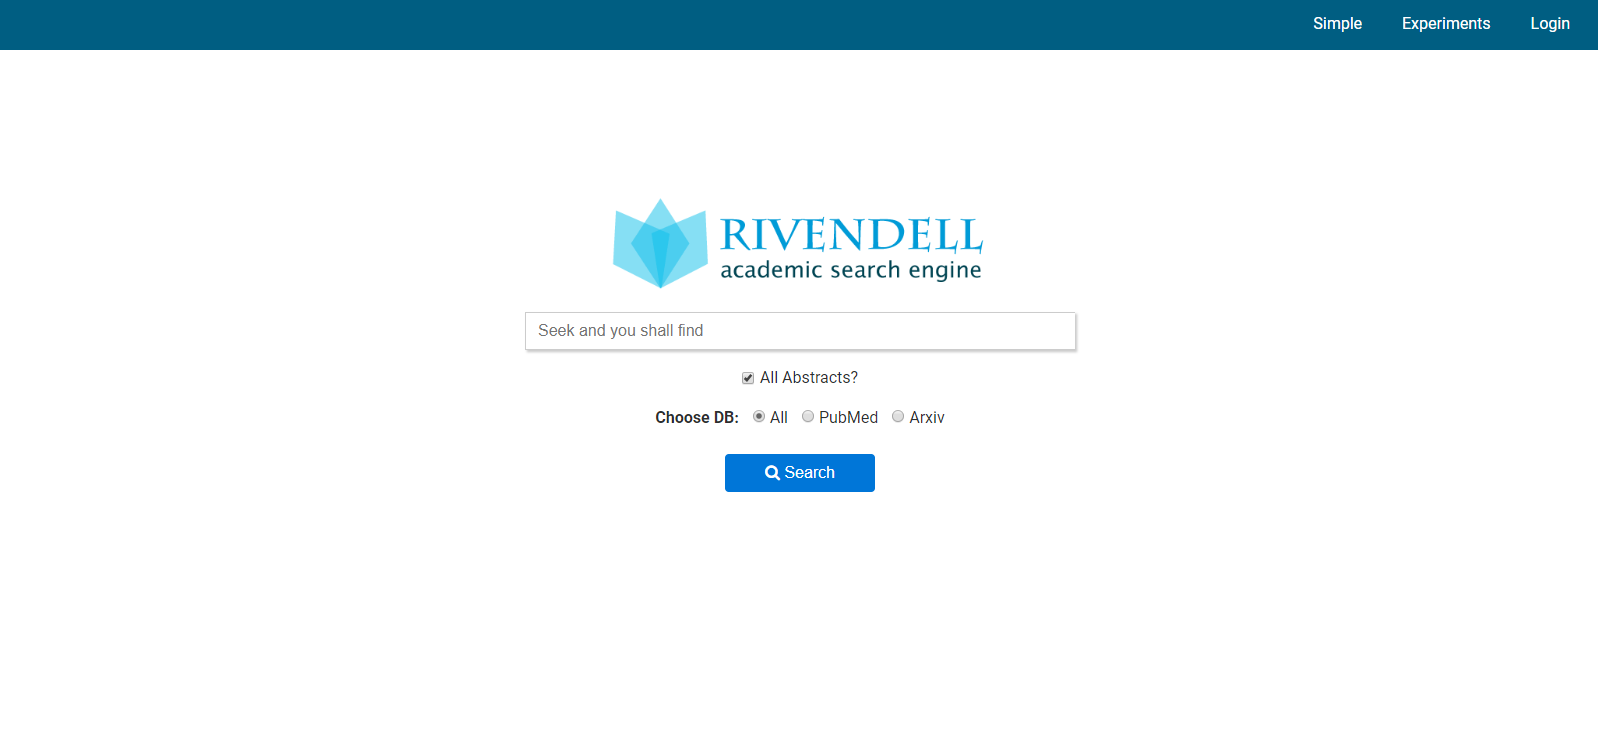 Simple Experiments Login
RIVENDELL
academic search engine
Seek and you shall find
All Abstracts?
Choose DB: All PubMed Arxiv
Search